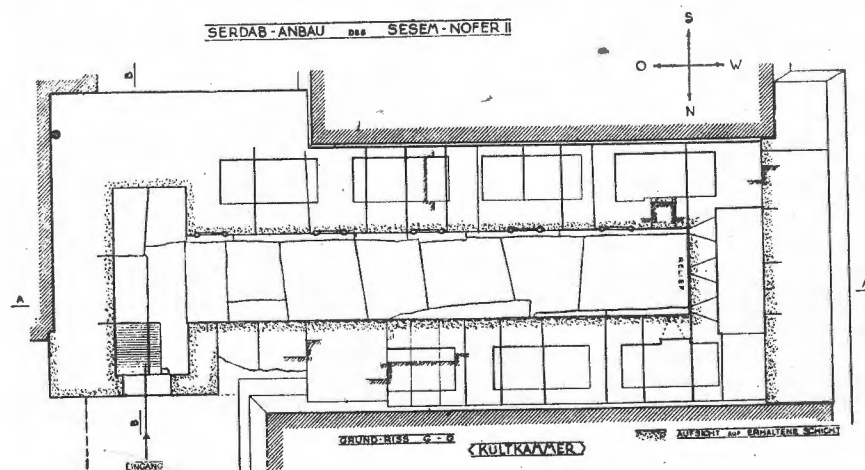 SERDAB-ANBAU DES SESEM-NOFER II
S
O W
N
B
A
A
RELIEF
B
EINGANG
GRUND-RISS C-D
(KULTKAMMER)
AUFSICHT AUF ERHALTENE SCHICHT